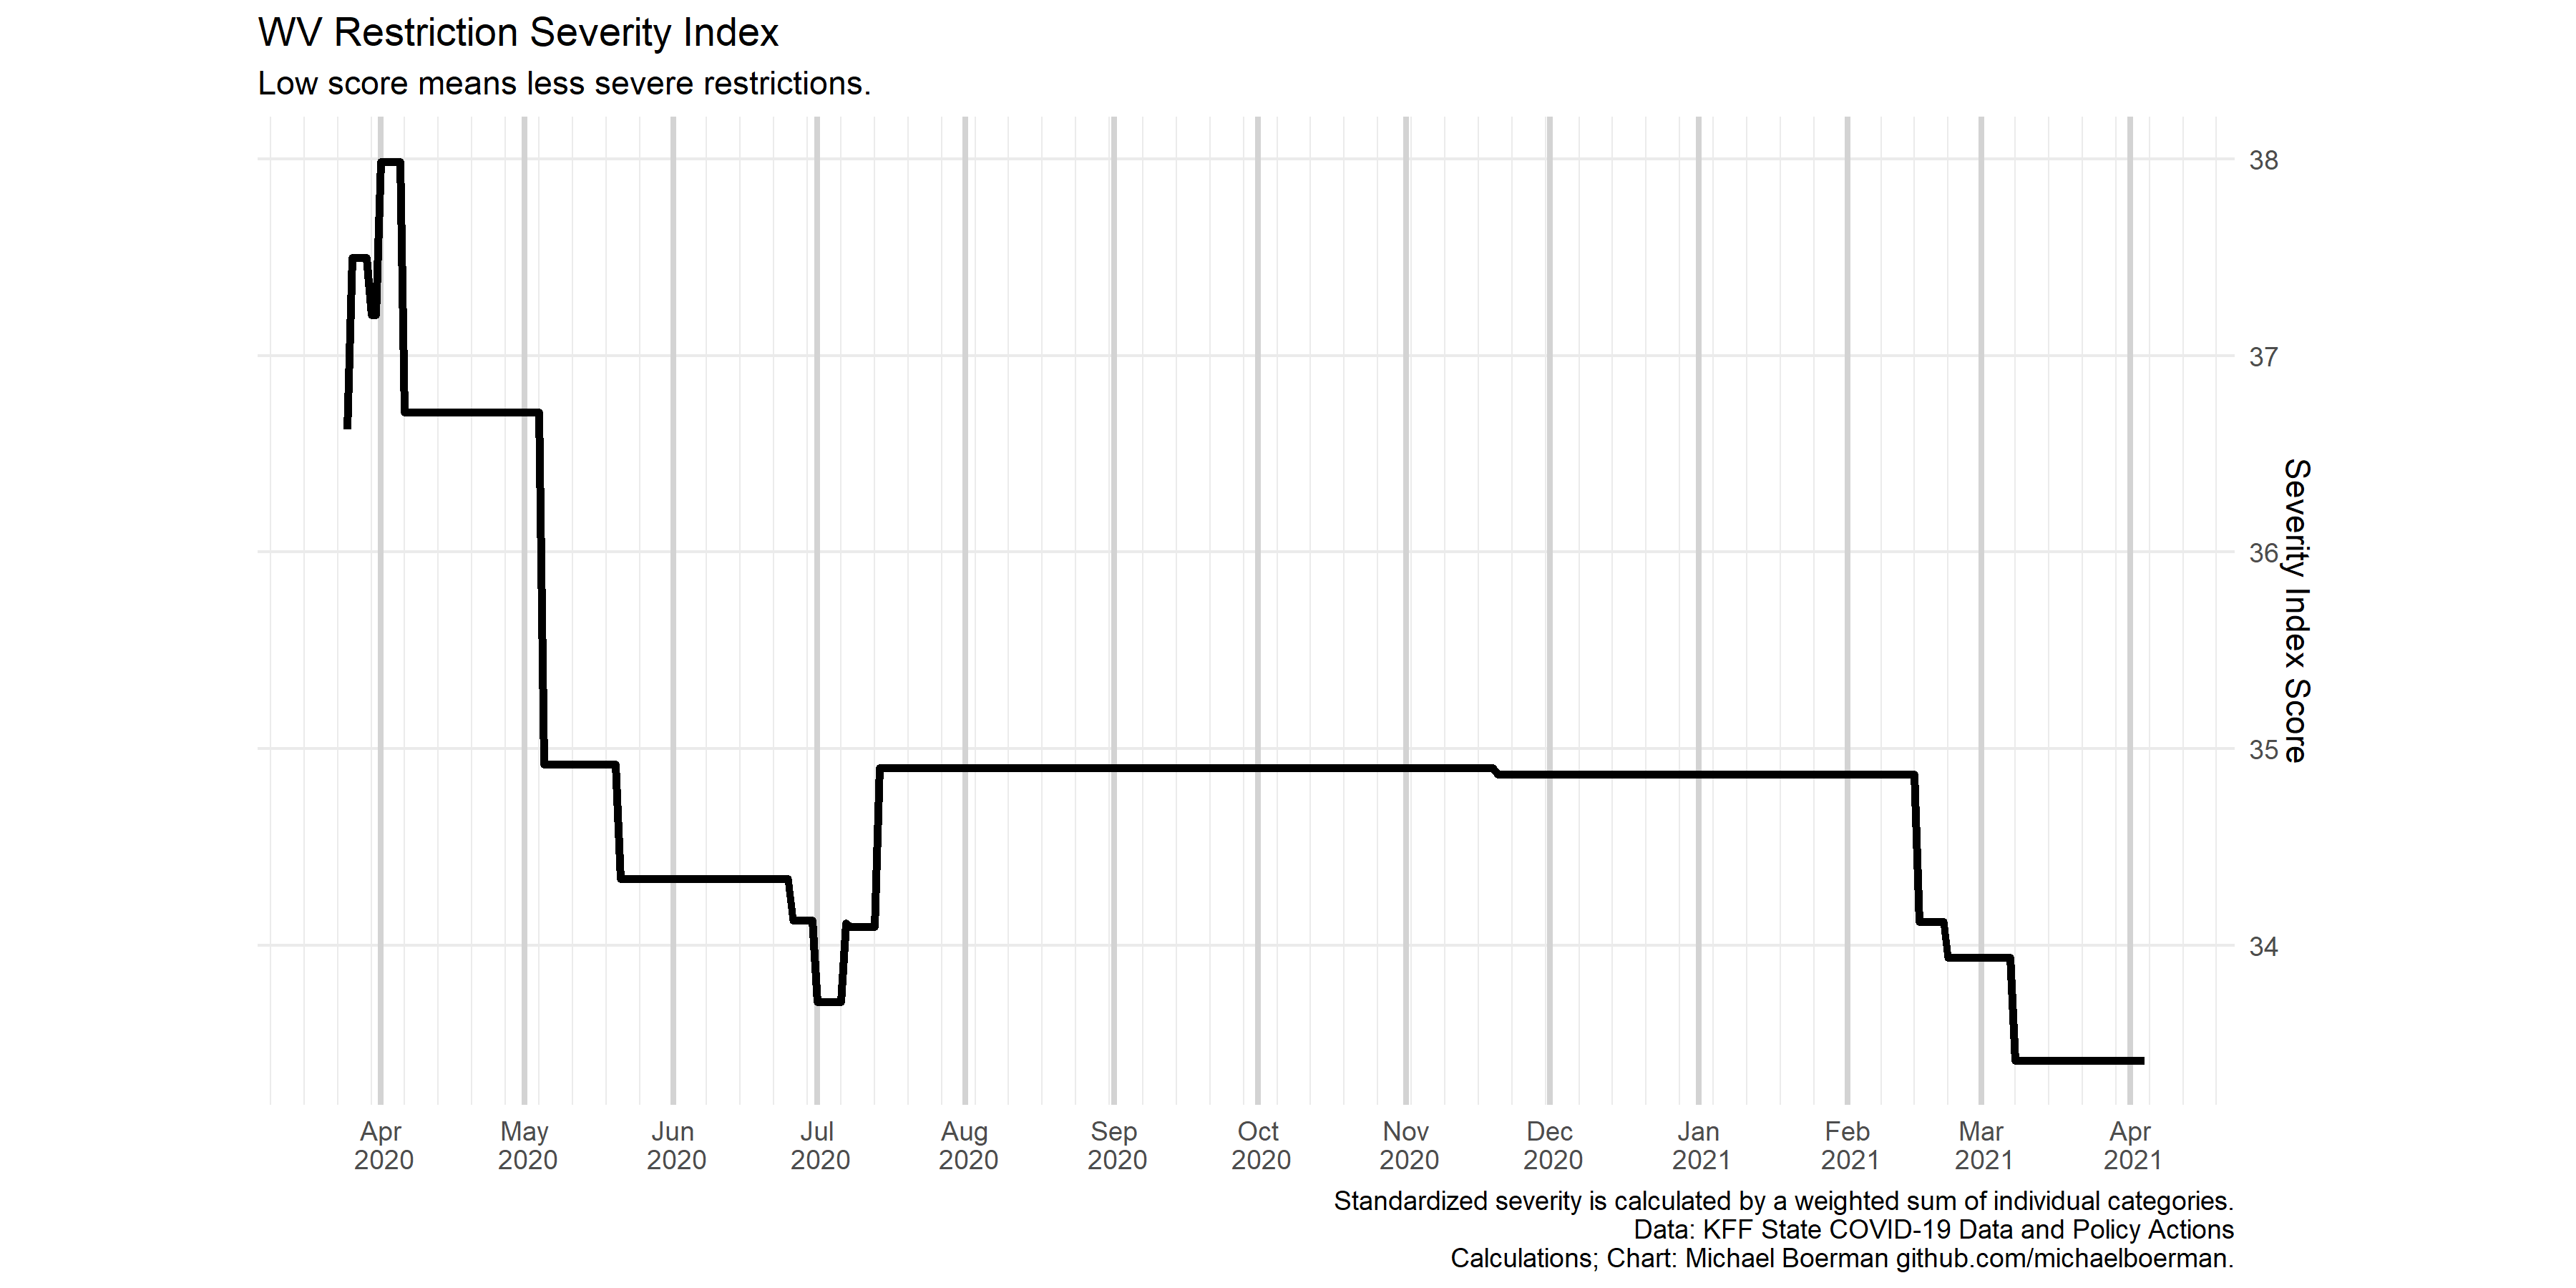 WV Restriction Severity Index
Low score means less severe restrictions.
38
37
36
35
34
Severity Index Score
Apr May Jun Jul Aug Sep Oct Nov Dec Jan Feb Mar Apr
2020 2020 2020 2020 2020 2020 2020 2020 2020 2021 2021 2021 2021
Standardized severity is calculated by a weighted sum of individual categories.
Data: KFF State COVID-19 Data and Policy Actions
Calculations; Chart: Michael Boerman github.com/michaelboerman.